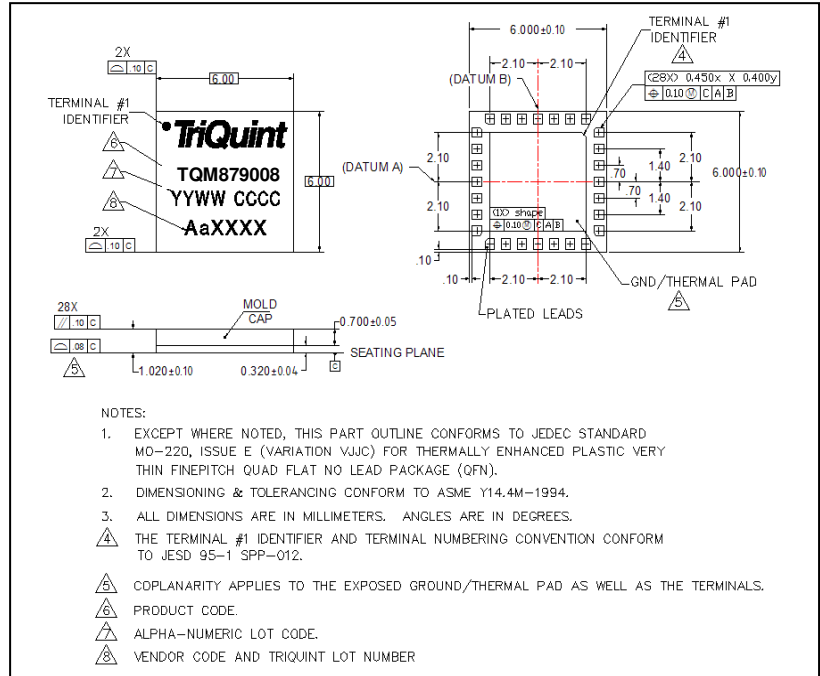 2X
⌓ .10 C
6.00
TERMINAL #1
IDENTIFIER
6
7
8
TriQuint
TQM879008
YYWW CCCC
AaXXXX
6.00
2X
⌓ .10 C
6.000±0.10
2.10 2.10
(DATUM B)
TERMINAL #1
IDENTIFIER
4
(28X) 0.450x X 0.400y
⌖ 0.10 Ⓜ C A B
(DATUM A)
2.10
2.10
.70
.70
1.40
1.40
2.10
2.10
6.000±0.10
(1X) shape
⌖ 0.10 Ⓜ C A B
.10
.10
2.10 2.10
GND/THERMAL PAD
5
PLATED LEADS
28X
// .10 C
⌓ .08 C
5
MOLD
CAP
0.700±0.05
SEATING PLANE
C
1.020±0.10
0.320±0.04
NOTES:
1. EXCEPT WHERE NOTED, THIS PART OUTLINE CONFORMS TO JEDEC STANDARD
MO-220, ISSUE E (VARIATION VJJC) FOR THERMALLY ENHANCED PLASTIC VERY
THIN FINEPITCH QUAD FLAT NO LEAD PACKAGE (QFN).
2. DIMENSIONING & TOLERANCING CONFORM TO ASME Y14.4M-1994.
3. ALL DIMENSIONS ARE IN MILLIMETERS. ANGLES ARE IN DEGREES.
4 THE TERMINAL #1 IDENTIFIER AND TERMINAL NUMBERING CONVENTION CONFORM
TO JESD 95-1 SPP-012.
5 COPLANARITY APPLIES TO THE EXPOSED GROUND/THERMAL PAD AS WELL AS THE TERMINALS.
6 PRODUCT CODE.
7 ALPHA-NUMERIC LOT CODE.
8 VENDOR CODE AND TRIQUINT LOT NUMBER